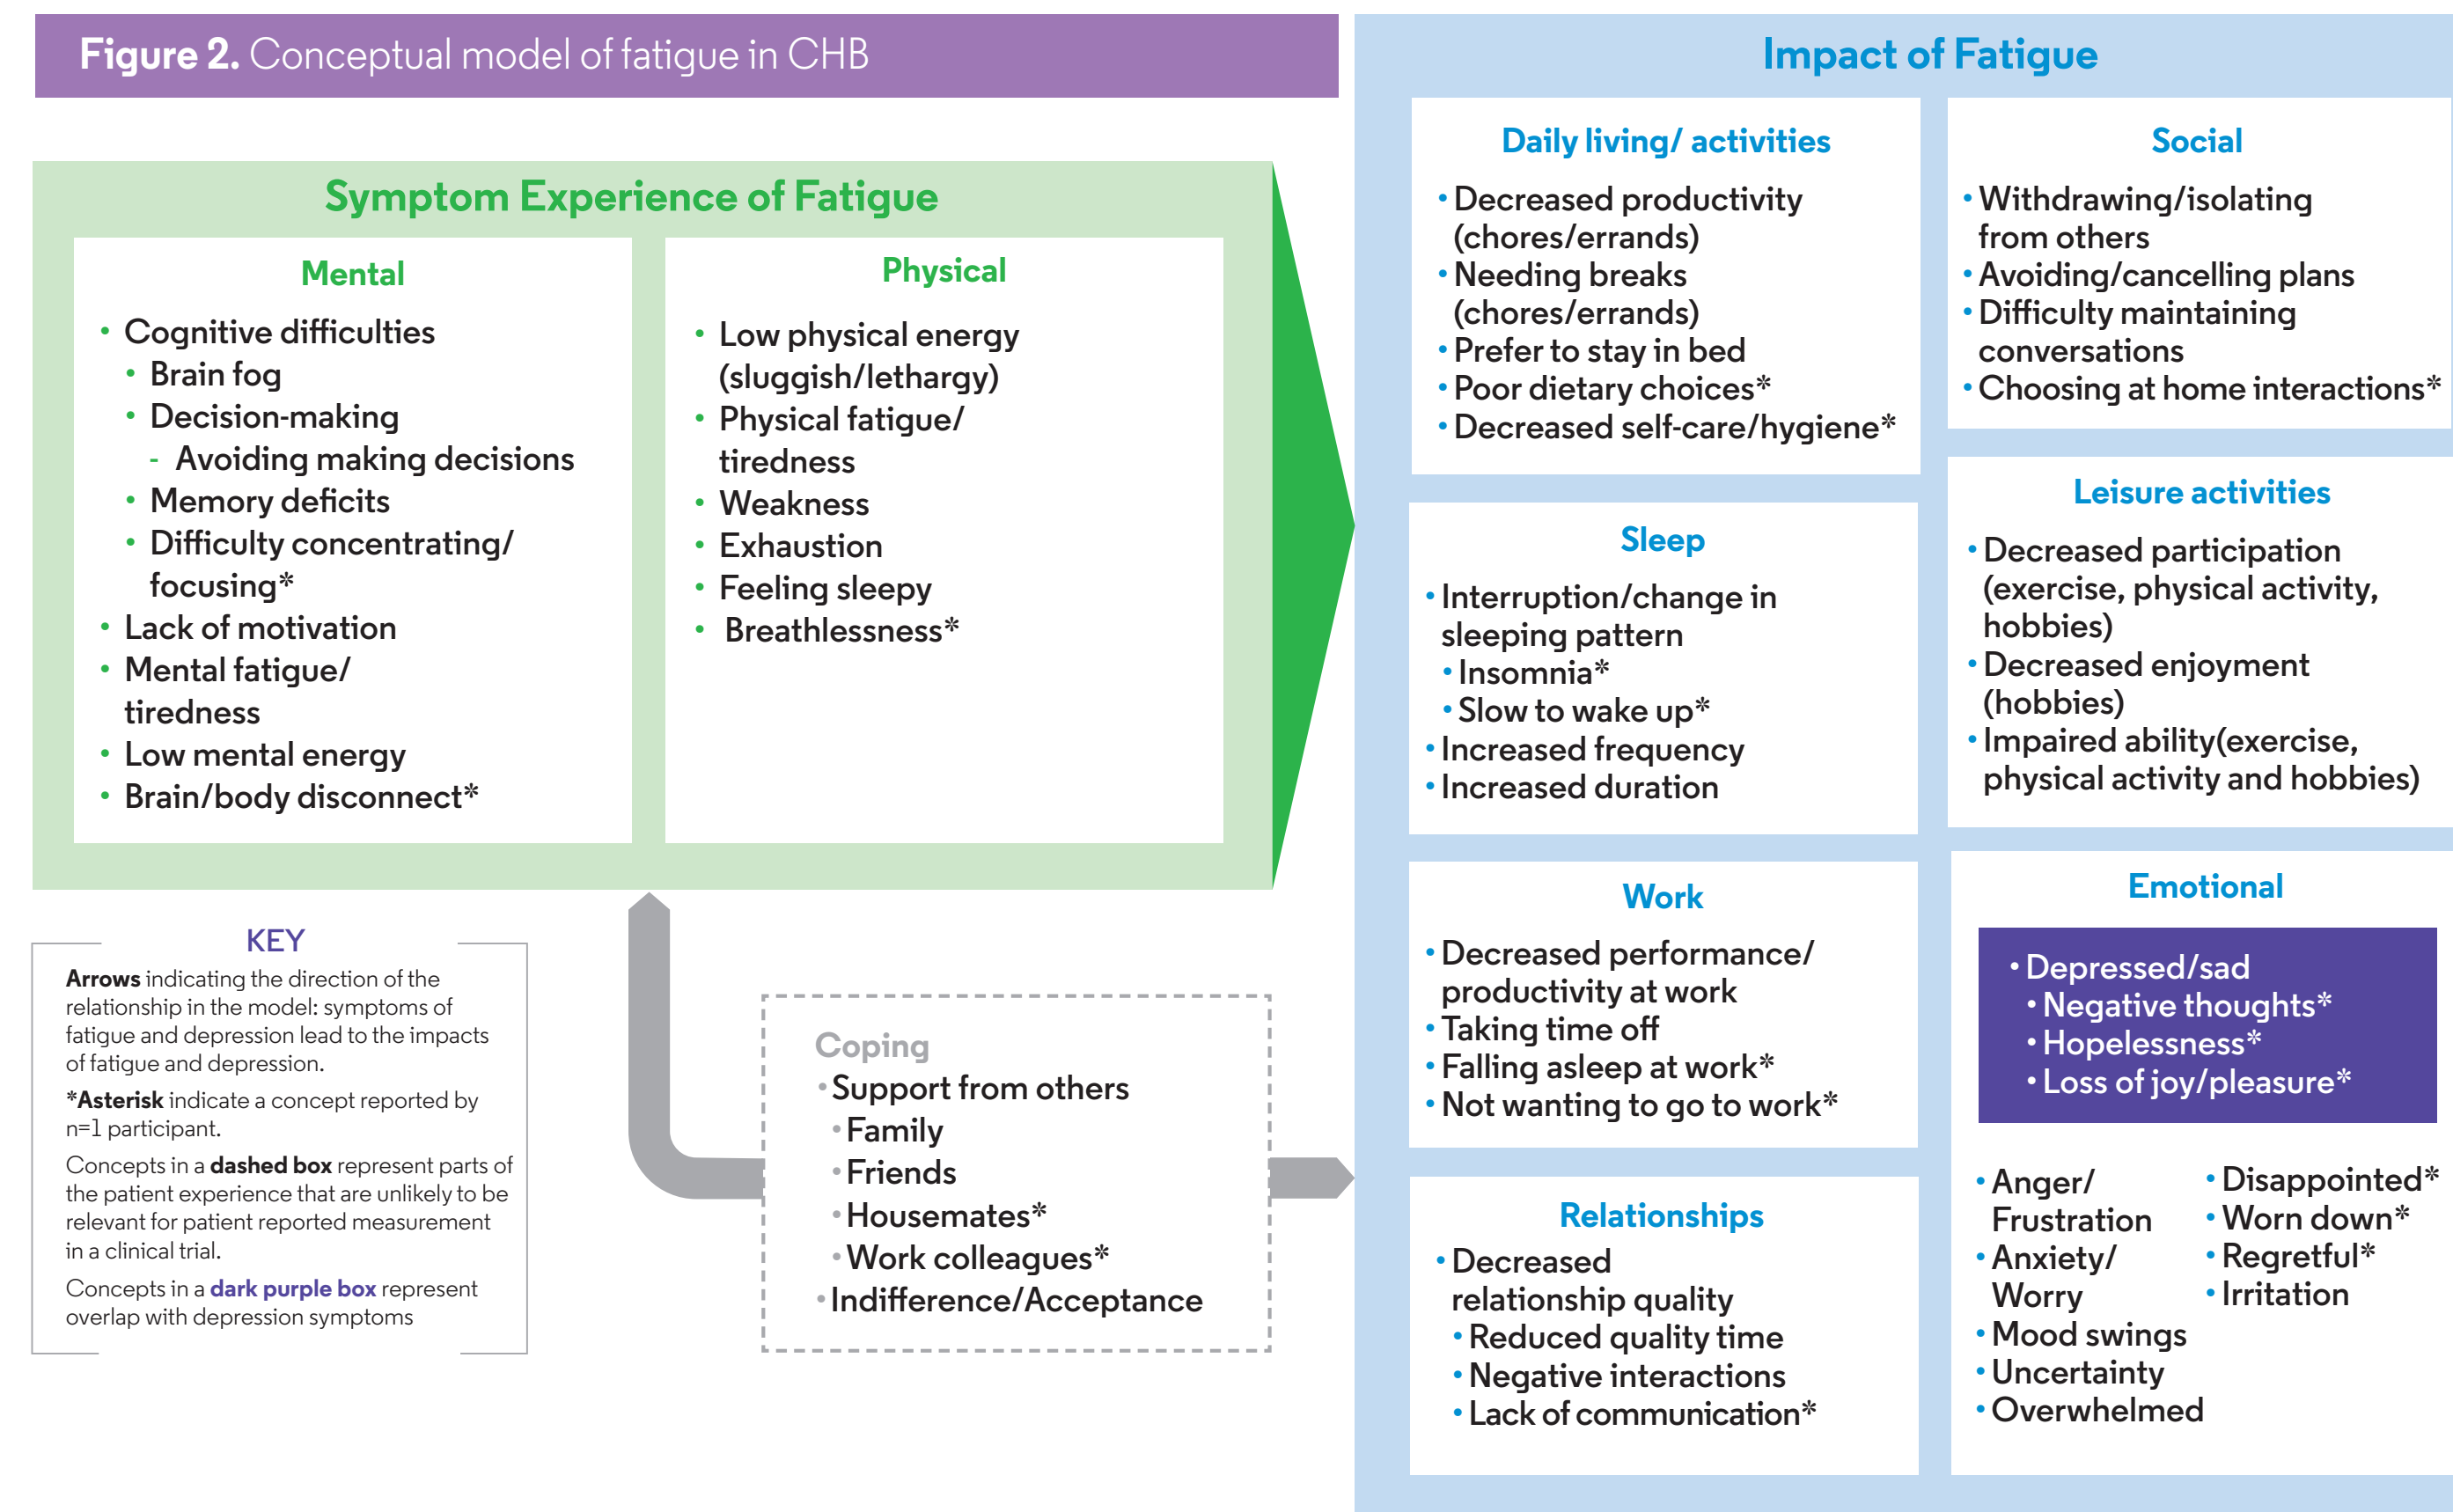 Figure 2. Conceptual model of fatigue in CHB
Symptom Experience of Fatigue
Mental
• Cognitive difficulties
• Brain fog
• Decision-making
- Avoiding making decisions
• Memory deficits
• Difficulty concentrating/
focusing*
• Lack of motivation
• Mental fatigue/
tiredness
• Low mental energy
• Brain/body disconnect*
Physical
• Low physical energy
(sluggish/lethargy)
• Physical fatigue/
tiredness
• Weakness
• Exhaustion
• Feeling sleepy
• Breathlessness*
KEY
Arrows indicating the direction of the
relationship in the model: symptoms of
fatigue and depression lead to the impacts
of fatigue and depression.
*Asterisk indicate a concept reported by
n=1 participant.
Concepts in a dashed box represent parts of
the patient experience that are unlikely to be
relevant for patient reported measurement
in a clinical trial.
Concepts in a dark purple box represent
overlap with depression symptoms
Coping
• Support from others
• Family
• Friends
• Housemates*
• Work colleagues*
• Indifference/Acceptance
Impact of Fatigue
Daily living/ activities
• Decreased productivity
(chores/errands)
• Needing breaks
(chores/errands)
• Prefer to stay in bed
• Poor dietary choices*
• Decreased self-care/hygiene*
Sleep
• Interruption/change in
sleeping pattern
• Insomnia*
• Slow to wake up*
• Increased frequency
• Increased duration
Work
• Decreased performance/
productivity at work
• Taking time off
• Falling asleep at work*
• Not wanting to go to work*
Relationships
• Decreased
relationship quality
• Reduced quality time
• Negative interactions
• Lack of communication*
Social
• Withdrawing/isolating
from others
• Avoiding/cancelling plans
• Difficulty maintaining
conversations
• Choosing at home interactions*
Leisure activities
• Decreased participation
(exercise, physical activity,
hobbies)
• Decreased enjoyment
(hobbies)
• Impaired ability(exercise,
physical activity and hobbies)
Emotional
• Depressed/sad
• Negative thoughts*
• Hopelessness*
• Loss of joy/pleasure*
• Anger/
Frustration
• Anxiety/
Worry
• Mood swings
• Uncertainty
• Overwhelmed
• Disappointed*
• Worn down*
• Regretful*
• Irritation